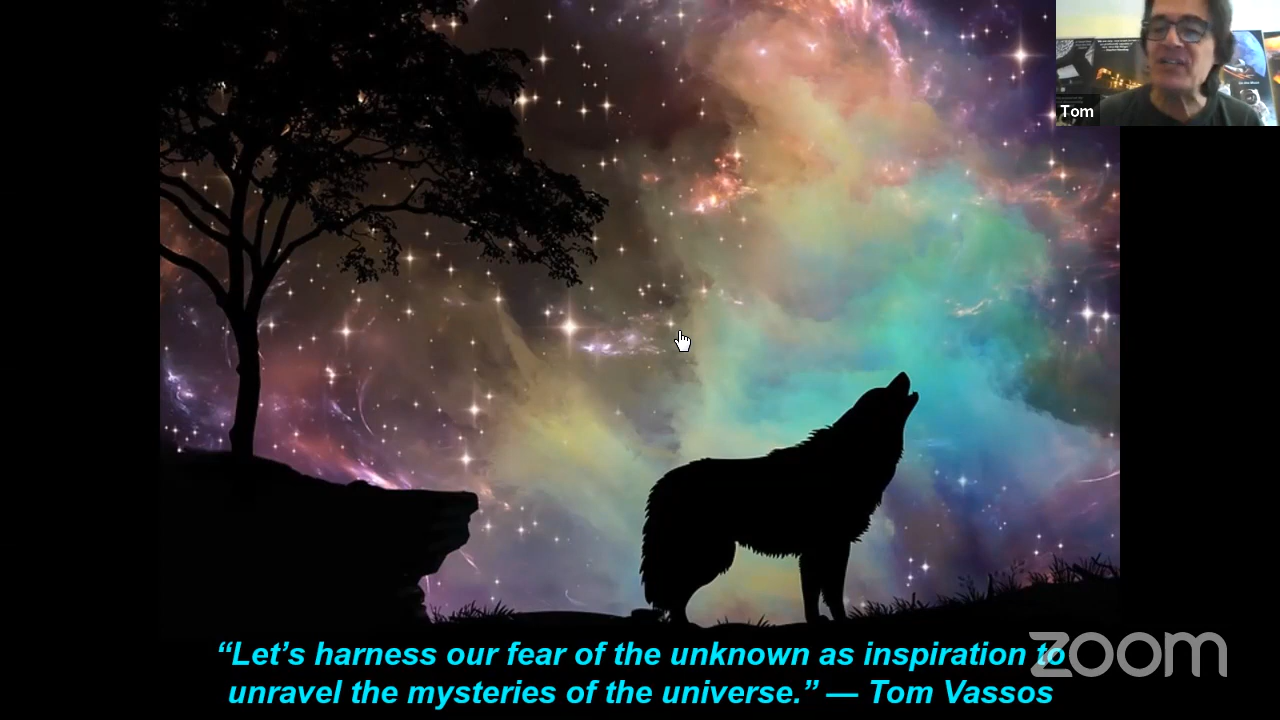 Tom
“Let’s harness our fear of the unknown as inspiration to
unravel the mysteries of the universe.” — Tom Vassos
zoom